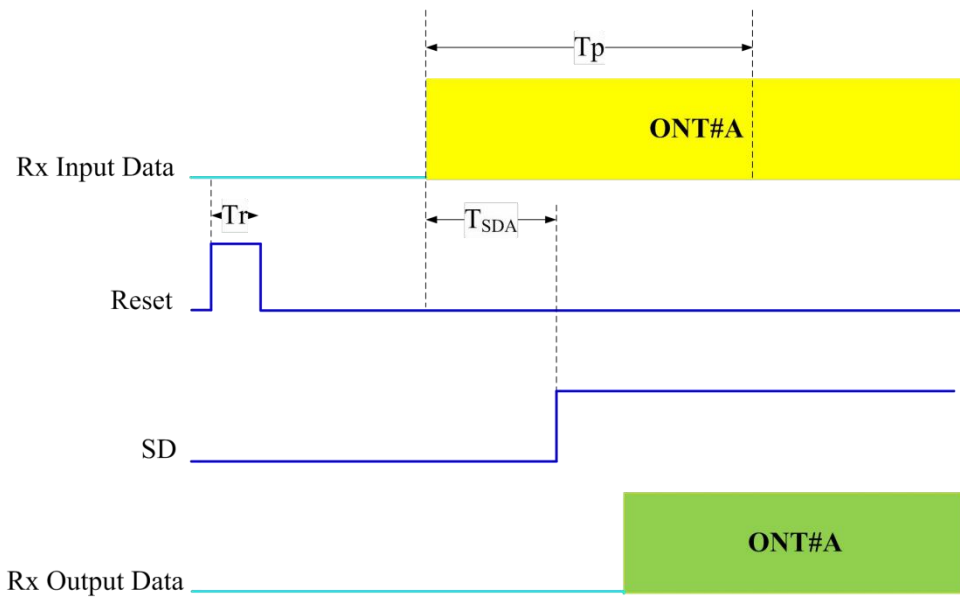 Tp
ONT#A
Rx Input Data
Tr
TSDA
Reset
SD
ONT#A
Rx Output Data